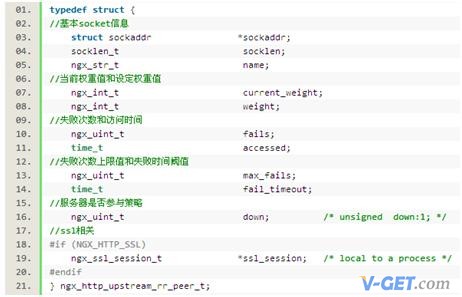 01. typedef struct {
02. //基本socket信息
03. struct sockaddr *sockaddr;
04. socklen_t socklen;
05. ngx_str_t name;
06. //当前权重值和设定权重值
07. ngx_int_t current_weight;
08. ngx_int_t weight;
09. //失败次数和访问时间
10. ngx_uint_t fails;
11. time_t accessed;
12. //失败次数上限值和失败时间阈值
13. ngx_uint_t max_fails;
14. time_t fail_timeout;
15. //服务器是否参与策略
16. ngx_uint_t down; /* unsigned down:1; */
17. //ssl相关
18. #if (NGX_HTTP_SSL)
19. ngx_ssl_session_t *ssl_session; /* local to a process */
20. #endif
21. } ngx_http_upstream_rr_peer_t;
V-GET.com